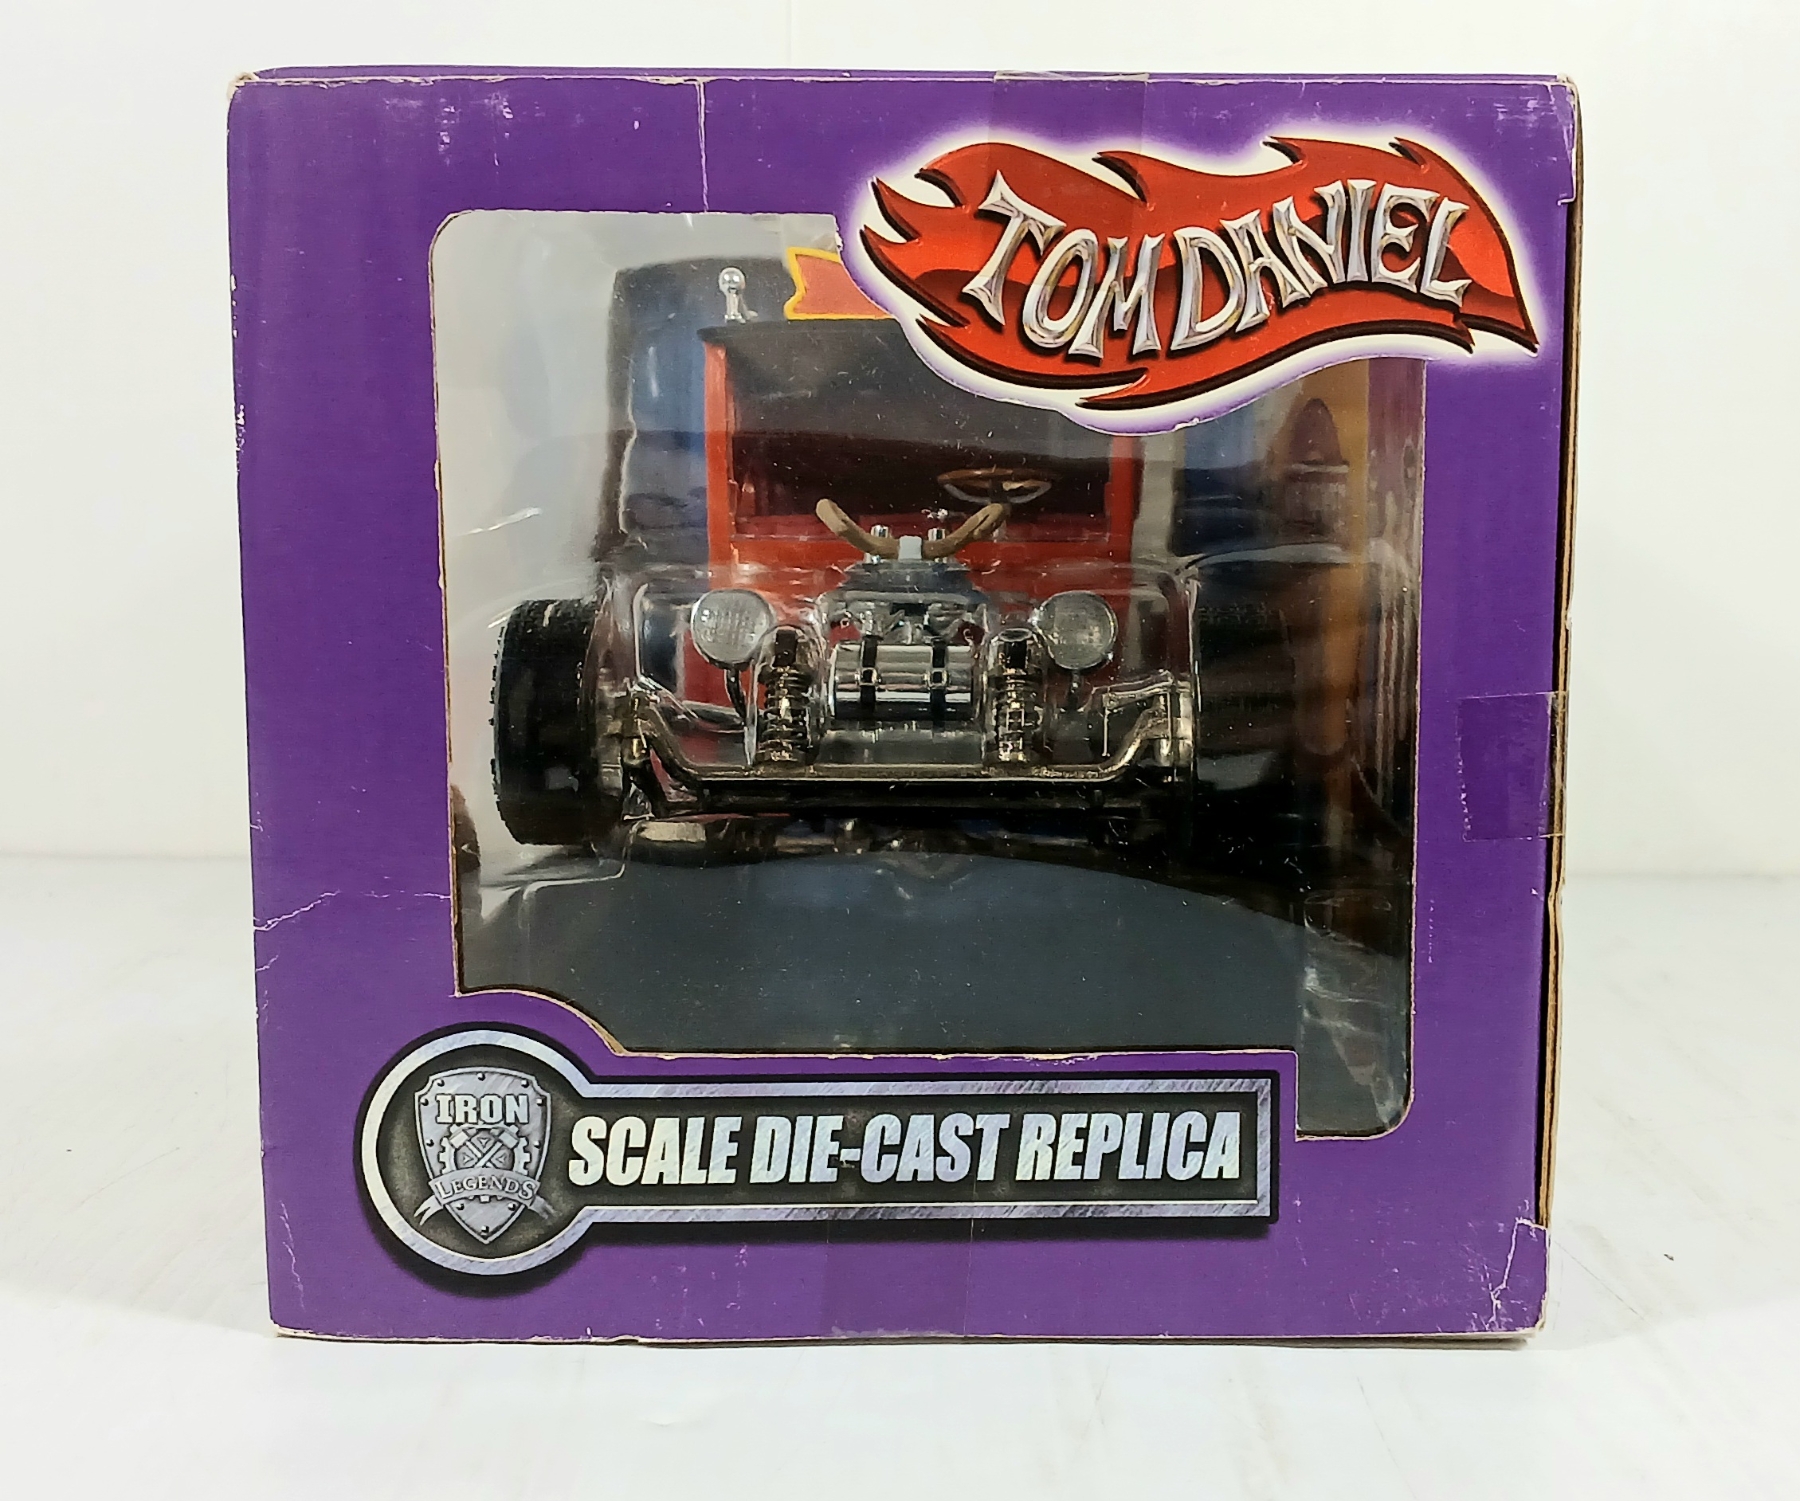 TOM DANIEL
IRON
LEGENDS
SCALE DIE-CAST REPLICA